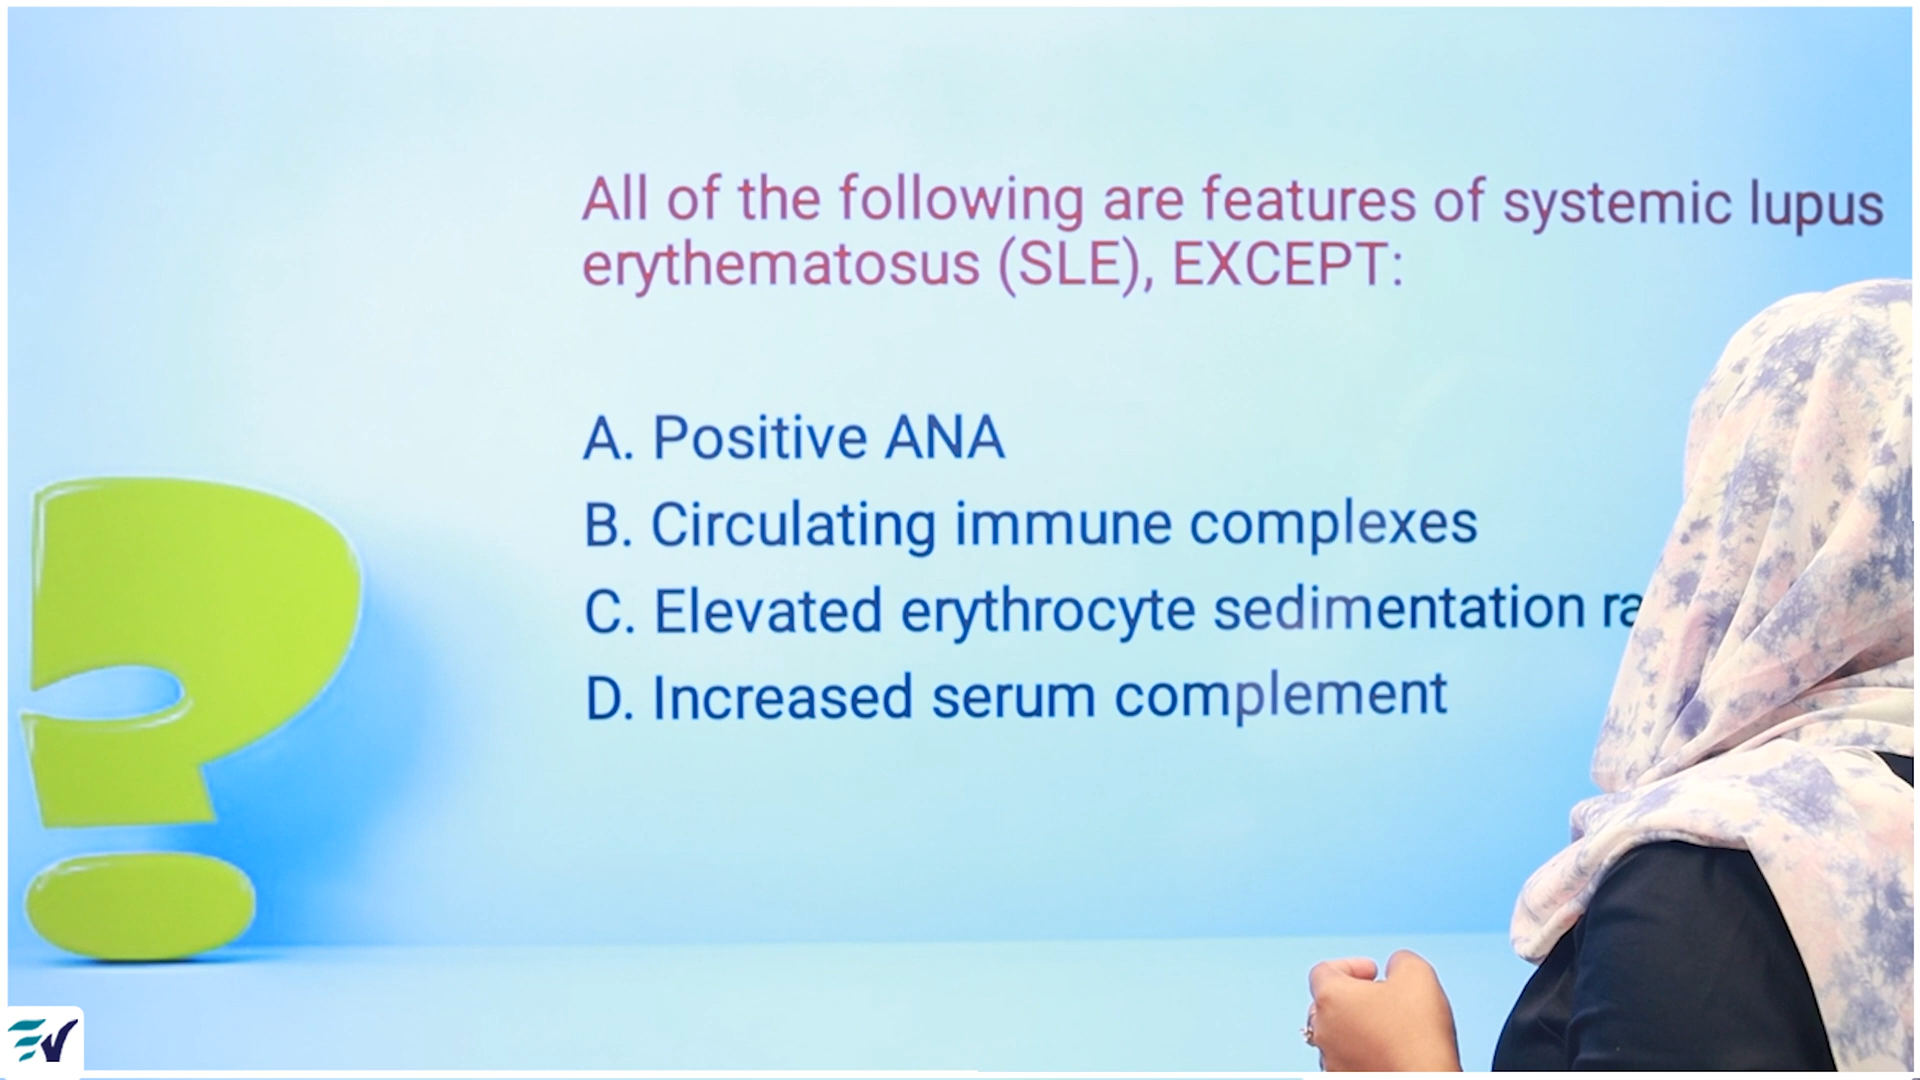 All of the following are features of systemic lupus
erythematosus (SLE), EXCEPT:
A. Positive ANA
B. Circulating immune complexes
C. Elevated erythrocyte sedimentation
D. Increased serum complement